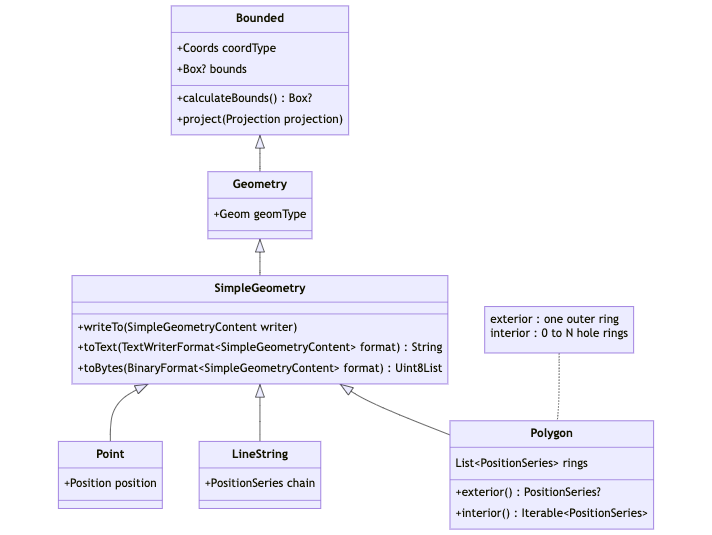 Bounded
+Coords coordType
+Box? bounds
+calculateBounds() : Box?
+project(Projection projection)
Geometry
+Geom geomType
SimpleGeometry
+writeTo(SimpleGeometryContent writer)
+toText(TextWriterFormat<SimpleGeometryContent> format) : String
+toBytes(BinaryFormat<SimpleGeometryContent> format) : Uint8List
exterior : one outer ring
interior : 0 to N hole rings
Point
+Position position
LineString
+PositionSeries chain
Polygon
List<PositionSeries> rings
+exterior() : PositionSeries?
+interior() : Iterable<PositionSeries>